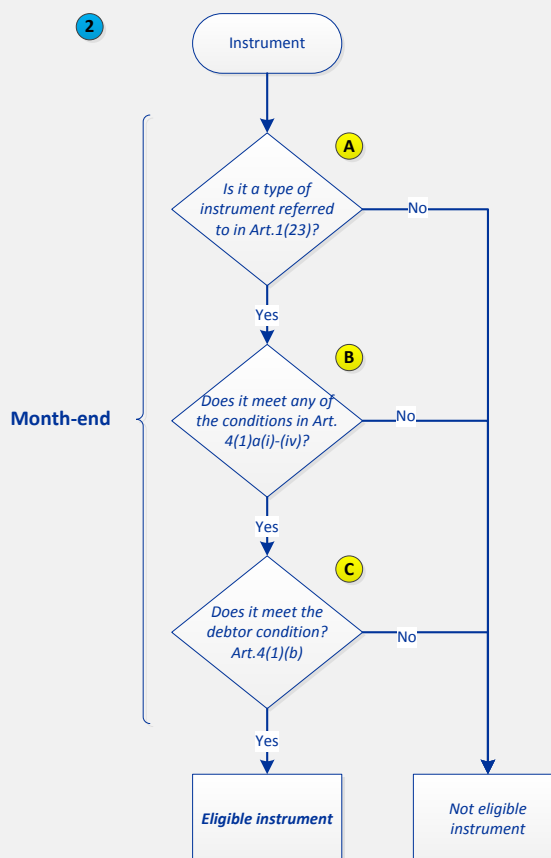 2
Instrument
A
Is it a type of
instrument referred
to in Art.1(23)?
No
Yes
B
Does it meet any of
the conditions in Art.
4(1)a(i)-(iv)?
No
Month-end
Yes
C
Does it meet the
debtor condition?
Art.4(1)(b)
No
Yes
Eligible instrument
Not eligible
instrument